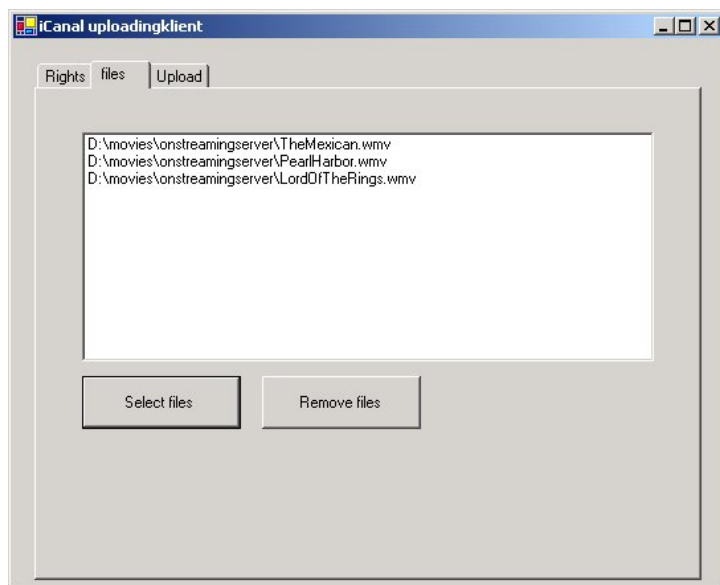 iCanal uploadingklient
Rights files Upload
D:\movies\onstreamingserver\TheMexican.wmv
D:\movies\onstreamingserver\PearlHarbor.wmv
D:\movies\onstreamingserver\LordOfTheRings.wmv
Select files Remove files